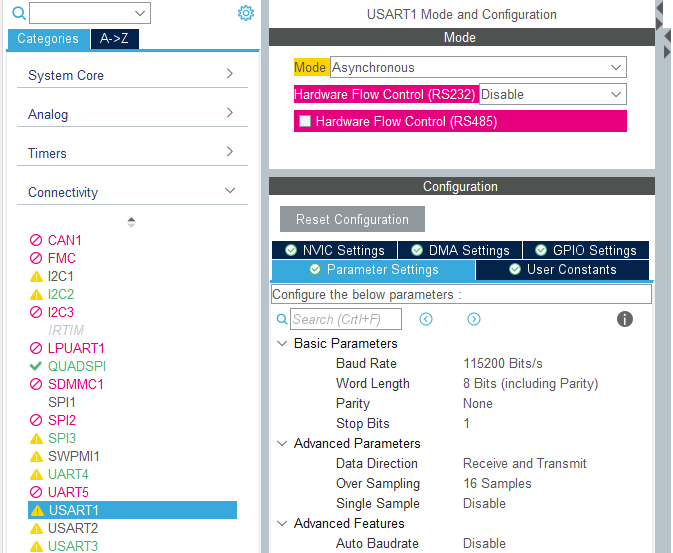 Categories A->Z
System Core
Analog
Timers
Connectivity
CAN1
FMC
I2C1
I2C2
I2C3
IRTIM
LPUART1
QUADSPI
SDMMC1
SPI1
SPI2
SPI3
SWPMI1
UART4
UART5
USART1
USART2
USART3
USART1 Mode and Configuration
Mode
Mode Asynchronous
Hardware Flow Control (RS232) Disable
Hardware Flow Control (RS485)
Configuration
Reset Configuration
NVIC Settings DMA Settings GPIO Settings
Parameter Settings User Constants
Configure the below parameters :
Search (CrtI+F)
Basic Parameters
Baud Rate 115200 Bits/s
Word Length 8 Bits (including Parity)
Parity None
Stop Bits 1
Advanced Parameters
Data Direction Receive and Transmit
Over Sampling 16 Samples
Single Sample Disable
Advanced Features
Auto Baudrate Disable